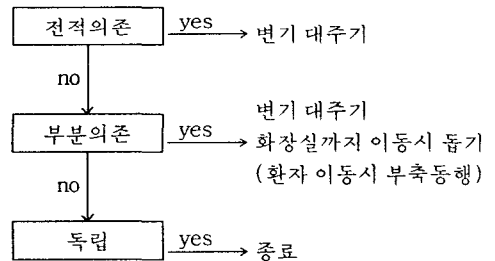 전적의존 yes 변기 대주기
no
변기 대주기
부분의존 yes 화장실까지 이동시 돕기
(환자 이동시 부축동행)
no
독립 yes 종료